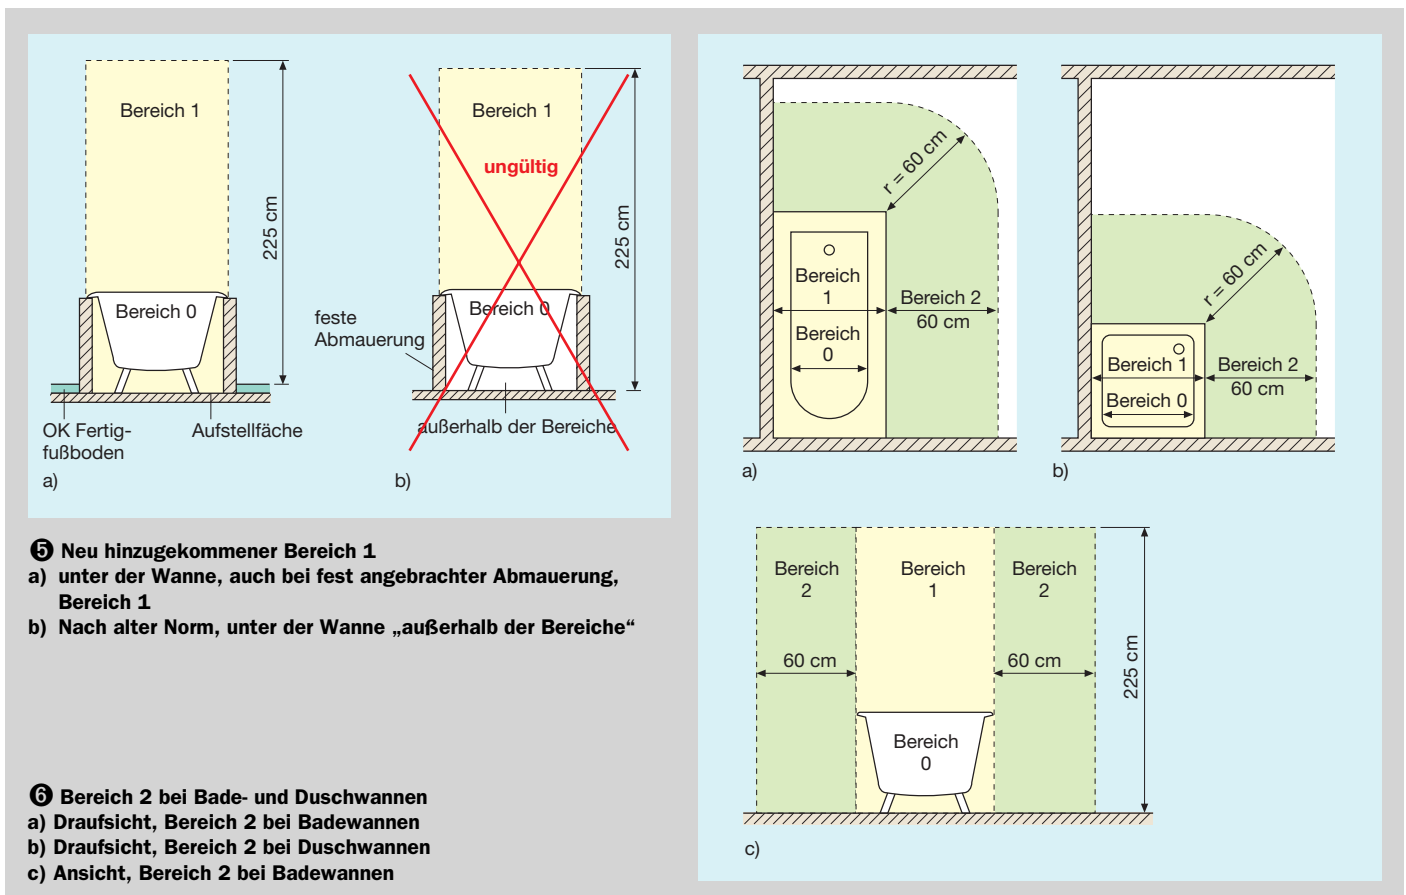 Bereich 1
225 cm
Bereich 0
OK Fertig-
fußboden
Aufstellfäche
a)
Bereich 1
ungültig
225 cm
Bereich 0
feste
Abmauerung
außerhalb der Bereiche
b)
❺ Neu hinzugekommener Bereich 1
a) unter der Wanne, auch bei fest angebrachter Abmauerung,
Bereich 1
b) Nach alter Norm, unter der Wanne „außerhalb der Bereiche“
❻ Bereich 2 bei Bade- und Duschwannen
a) Draufsicht, Bereich 2 bei Badewannen
b) Draufsicht, Bereich 2 bei Duschwannen
c) Ansicht, Bereich 2 bei Badewannen
r = 60 cm
Bereich
1
Bereich 2
60 cm
Bereich
0
a)
r = 60 cm
Bereich 1
Bereich 2
60 cm
Bereich 0
b)
Bereich
2
Bereich
1
Bereich
2
60 cm
60 cm
225 cm
Bereich
0
c)